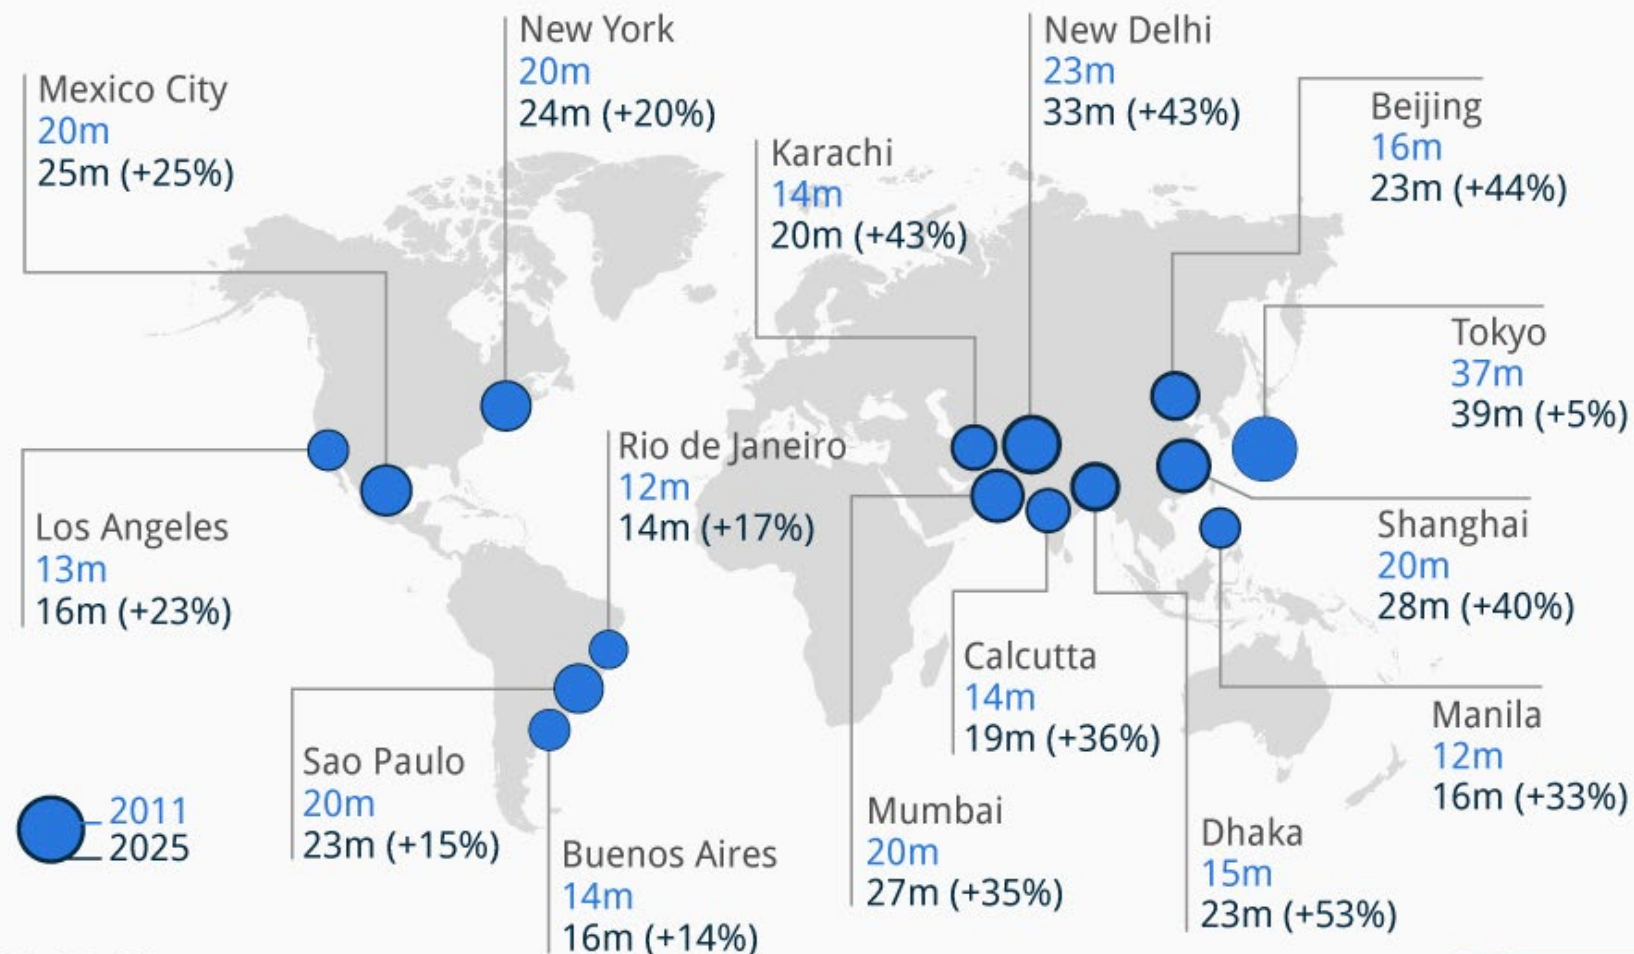 New York
20m
24m (+20%)
New Delhi
23m
33m (+43%)
Mexico City
20m
25m (+25%)
Beijing
16m
23m (+44%)
Karachi
14m
20m (+43%)
Tokyo
37m
39m (+5%)
Rio de Janeiro
12m
14m (+17%)
Los Angeles
13m
16m (+23%)
Shanghai
20m
28m (+40%)
Calcutta
14m
19m (+36%)
Manila
12m
16m (+33%)
Sao Paulo
20m
23m (+15%)
Mumbai
20m
27m (+35%)
Dhaka
15m
23m (+53%)
Buenos Aires
14m
16m (+14%)
2011
2025